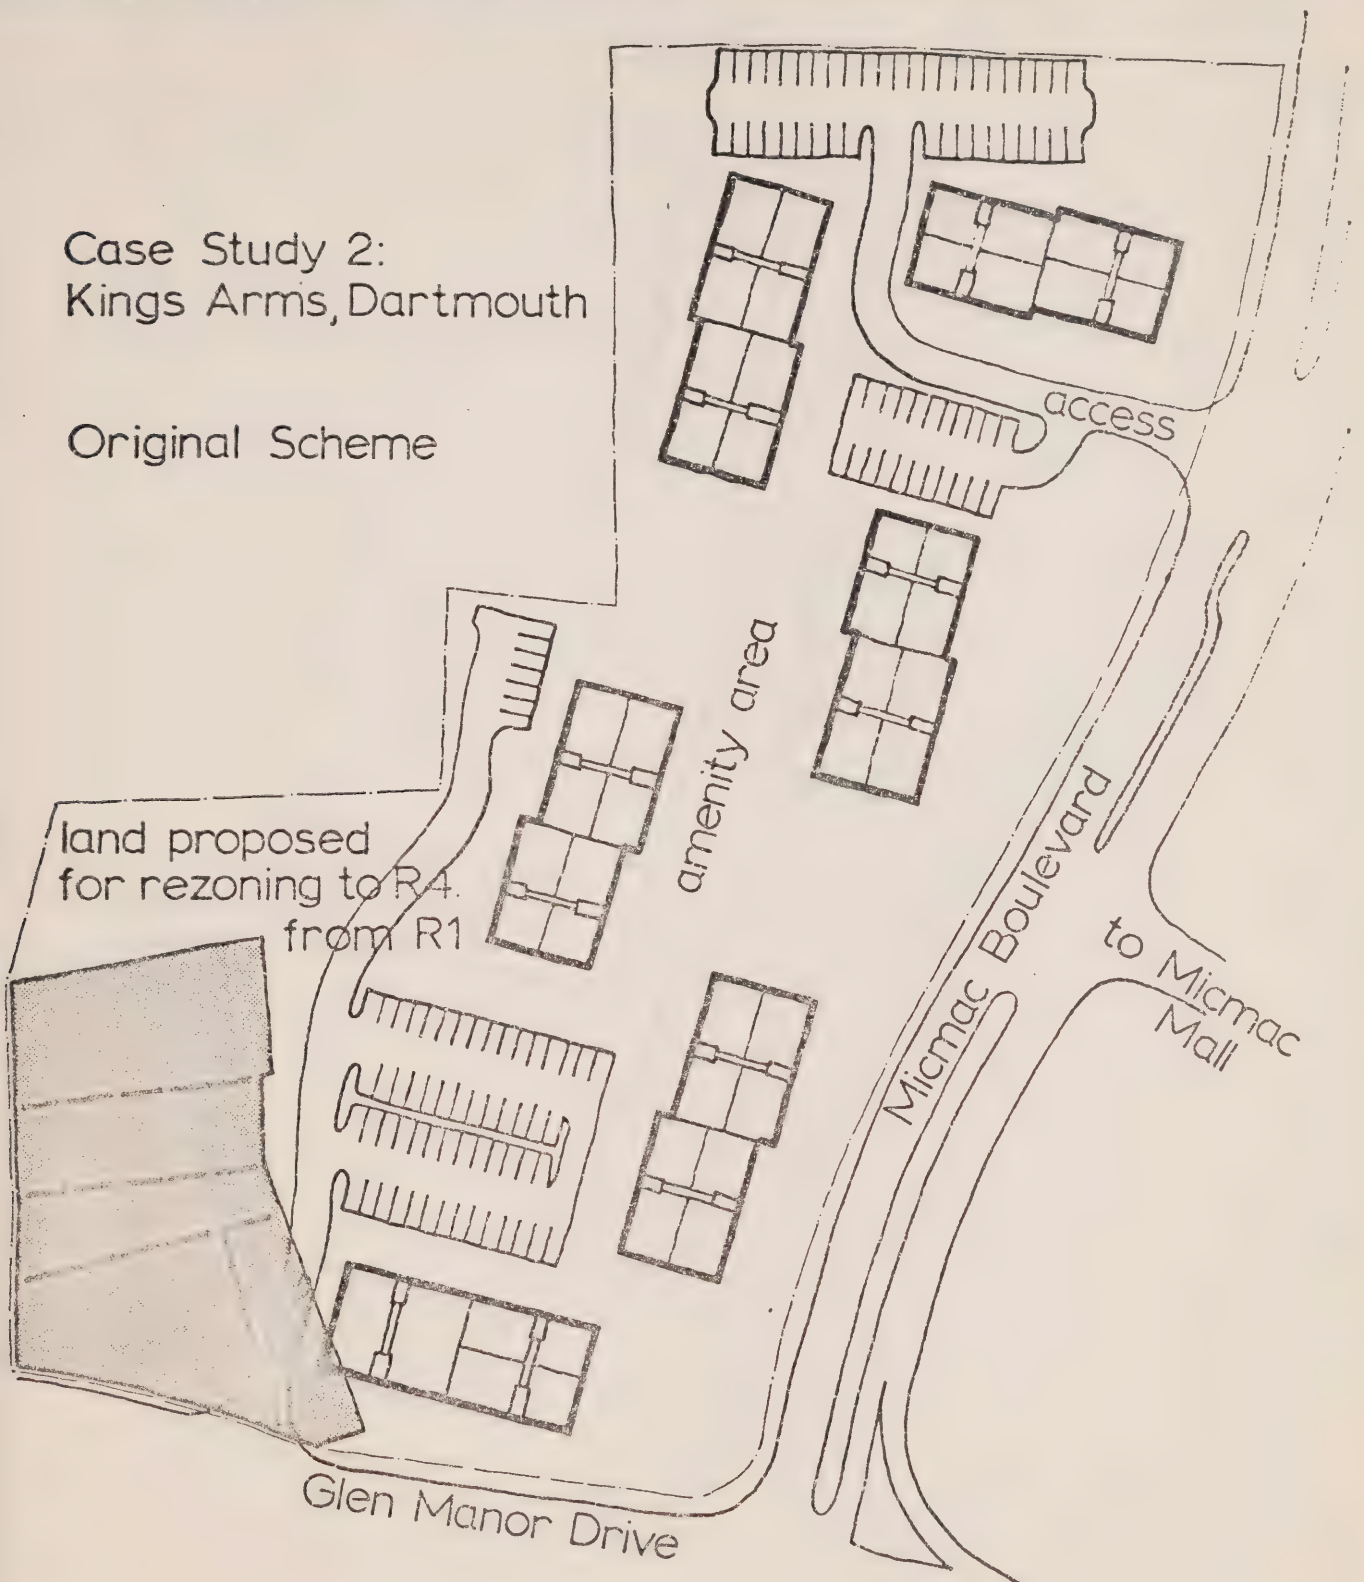 Case Study 2:
Kings Arms, Dartmouth
Original Scheme
access
amenity area
land proposed
for rezoning to R4.
from R1
Micmac Boulevard
to Micmac
Mall
Glen Manor Drive